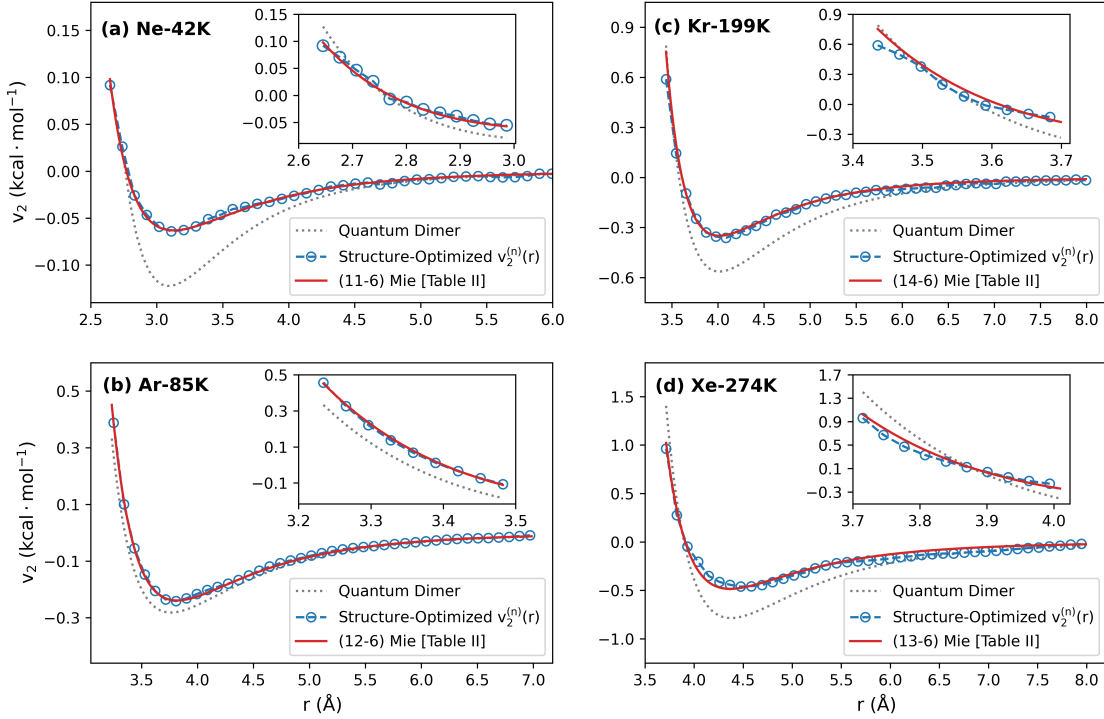 (a) Ne-42K
0.15
0.10
0.05
0.00
−0.05
−0.10
v₂ (kcal · mol⁻¹)
2.5 3.0 3.5 4.0 4.5 5.0 5.5 6.0
0.15
0.10
0.05
0.00
−0.05
2.6 2.7 2.8 2.9 3.0
Quantum Dimer
Structure-Optimized v₂⁽ⁿ⁾(r)
(11-6) Mie [Table II]
(c) Kr-199K
0.9
0.6
0.3
0.0
−0.3
−0.6
3.5 4.0 4.5 5.0 5.5 6.0 6.5 7.0 7.5 8.0
0.9
0.6
0.3
0.0
−0.3
3.4 3.5 3.6 3.7
Quantum Dimer
Structure-Optimized v₂⁽ⁿ⁾(r)
(14-6) Mie [Table II]
(b) Ar-85K
0.5
0.3
0.1
−0.1
−0.3
v₂ (kcal · mol⁻¹)
3.5 4.0 4.5 5.0 5.5 6.0 6.5 7.0
r (Å)
0.5
0.3
0.1
−0.1
3.2 3.3 3.4 3.5
Quantum Dimer
Structure-Optimized v₂⁽ⁿ⁾(r)
(12-6) Mie [Table II]
(d) Xe-274K
1.5
1.0
0.5
0.0
−0.5
−1.0
3.5 4.0 4.5 5.0 5.5 6.0 6.5 7.0 7.5 8.0
r (Å)
1.7
1.3
0.9
0.5
0.1
−0.3
3.7 3.8 3.9 4.0
Quantum Dimer
Structure-Optimized v₂⁽ⁿ⁾(r)
(13-6) Mie [Table II]